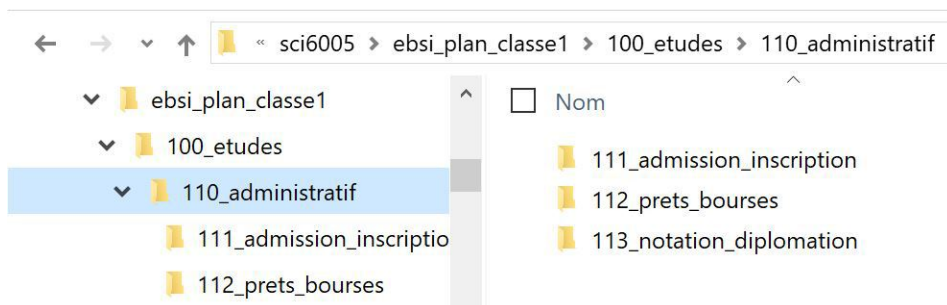 « sci6005 > ebsi_plan_classe1 > 100_etudes > 110_administratif
ebsi_plan_classe1
100_etudes
110_administratif
111_admission_inscriptio
112_prets_bourses
Nom
111_admission_inscription
112_prets_bourses
113_notation_diplomation